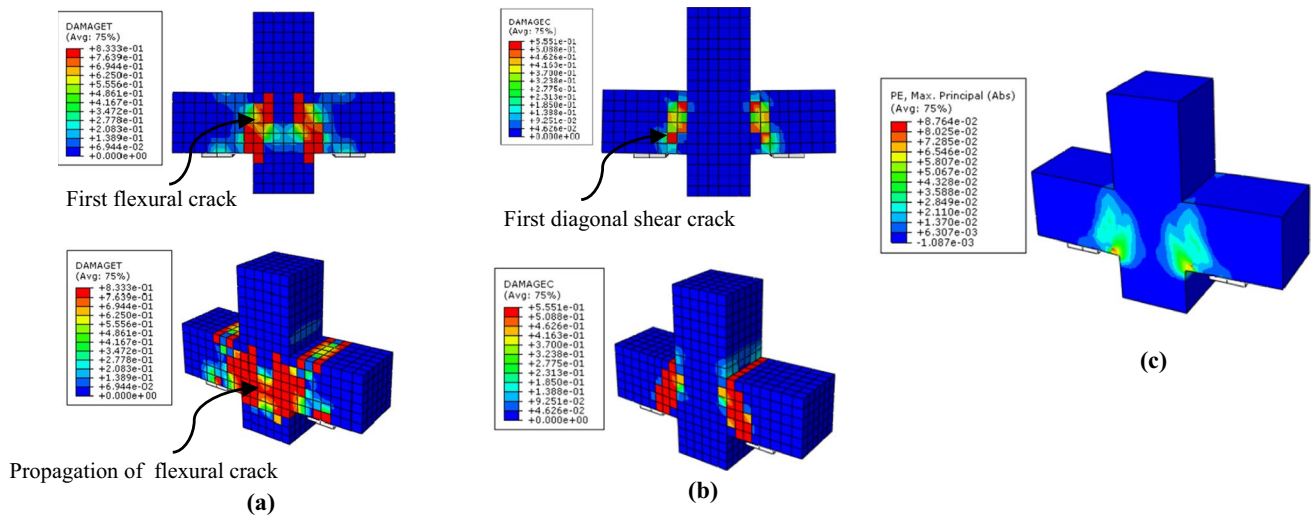 DAMAGET
(Avg: 75%)
+8.333e-01
+7.639e-01
+6.944e-01
+6.250e-01
+5.556e-01
+4.861e-01
+4.167e-01
+3.472e-01
+2.778e-01
+2.083e-01
+1.389e-01
+6.944e-02
+0.000e+00
First flexural crack
DAMAGET
(Avg: 75%)
+8.333e-01
+7.639e-01
+6.944e-01
+6.250e-01
+5.556e-01
+4.861e-01
+4.167e-01
+3.472e-01
+2.778e-01
+2.083e-01
+1.389e-01
+6.944e-02
+0.000e+00
Propagation of flexural crack
(a)
DAMAGEC
(Avg: 75%)
+5.551e-01
+5.088e-01
+4.626e-01
+4.163e-01
+3.700e-01
+3.238e-01
+2.775e-01
+2.313e-01
+1.850e-01
+1.388e-01
+9.251e-02
+4.626e-02
+0.000e+00
First diagonal shear crack
DAMAGEC
(Avg: 75%)
+5.551e-01
+5.088e-01
+4.626e-01
+4.163e-01
+3.700e-01
+3.238e-01
+2.775e-01
+2.313e-01
+1.850e-01
+1.388e-01
+9.251e-02
+4.626e-02
+0.000e+00
(b)
PE, Max. Principal (Abs)
(Avg: 75%)
+8.764e-02
+8.025e-02
+7.285e-02
+6.546e-02
+5.807e-02
+5.067e-02
+4.328e-02
+3.588e-02
+2.849e-02
+2.110e-02
+1.370e-02
+6.307e-03
-1.087e-03
(c)